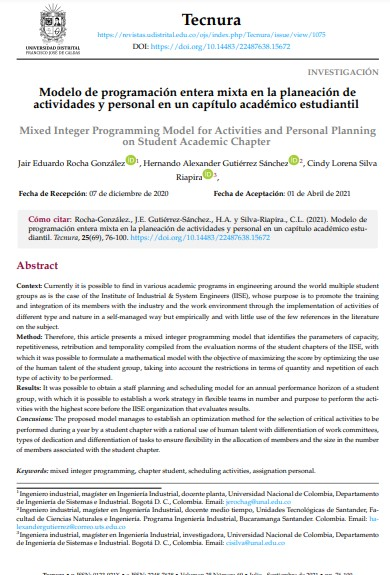 Tecnura
https://revistas.udistrital.edu.co/ojs/index.php/Tecnura/issue/view/1075
DOI: https://doi.org/10.14483/22487638.15672
UNIVERSIDAD DISTRITAL
FRANCISCO JOSÉ DE CALDAS
INVESTIGACIÓN
Modelo de programación entera mixta en la planeación de
actividades y personal en un capítulo académico estudiantil
Mixed Integer Programming Model for Activities and Personal Planning
on Student Academic Chapter
Jair Eduardo Rocha González iD 1, Hernando Alexander Gutiérrez Sánchez iD 2, Cindy Lorena Silva
Riapira iD 3,
Fecha de Recepción: 07 de diciembre de 2020 Fecha de Aceptación: 01 de Abril de 2021
Cómo citar: Rocha-González., J.E. Gutiérrez-Sánchez., H.A. y Silva-Riapira., C.L. (2021). Modelo de
programación entera mixta en la planeación de actividades y personal en un capítulo académico estu-
diantil. Tecnura, 25(69), 76-100. https://doi.org/10.14483/22487638.15672
Abstract
Context: Currently it is possible to find in various academic programs in engineering around the world multiple student
groups as is the case of the Institute of Industrial & System Engineers (IISE), whose purpose is to promote the training
and integration of its members with the industry and the work environment through the implementation of activities
of different type and nature in a self-managed way but empirically and with little use of the few references in the literature
on the subject.
Method: Therefore, this article presents a mixed integer programming model that identifies the parameters of capacity,
repetitiveness, retribution and temporality compiled from the evaluation norms of the student chapters of the IISE, with
which it was possible to formulate a mathematical model with the objective of maximizing the score by optimizing the use
of the human talent of the student group, taking into account the restrictions in terms of quantity and repetition of each
type of activity to be performed.
Results: It was possible to obtain a staff planning and scheduling model for an annual performance horizon of a student
group, with which it is possible to establish a work strategy in flexible teams in number and purpose to perform the acti-
vities with the highest score before the IISE organization that evaluates results.
Conclusions: The proposed model manages to establish an optimization model for the selection of critical activities to be
performed during a year by a student chapter with a rational use of human talent with differentiation of work committees,
types of dedication and differentiation of tasks to ensure flexibility in the allocation of members and the size in the number
of members associated with the student chapter.
Keywords: mixed integer programming, chapter student, scheduling activities, assignation personal.
1Ingeniero industrial, magíster en Ingeniería Industrial, docente planta, Universidad Nacional de Colombia, Departamento
de Ingeniería de Sistemas e Industrial. Bogotá D. C., Colombia. Email: jerochag@unal.edu.co
2Ingeniero industrial, magister en Ingeniería Industrial, docente medio tiempo, Unidades Tecnológicas de Santander, Fa-
cultad de Ciencias Naturales e Ingeniería. Programa Ingeniería Industrial, Bucaramanga Santander. Colombia. Email: ha-
lexandergutierrez@correo.uts.edu.co
3Ingeniera industrial, magíster en Ingeniería Industrial, investigadora, Universidad Nacional de Colombia, Departamento
de Ingeniería de Sistemas e Industrial. Bogotá D. C., Colombia. Email: cisilva@unal.edu.co